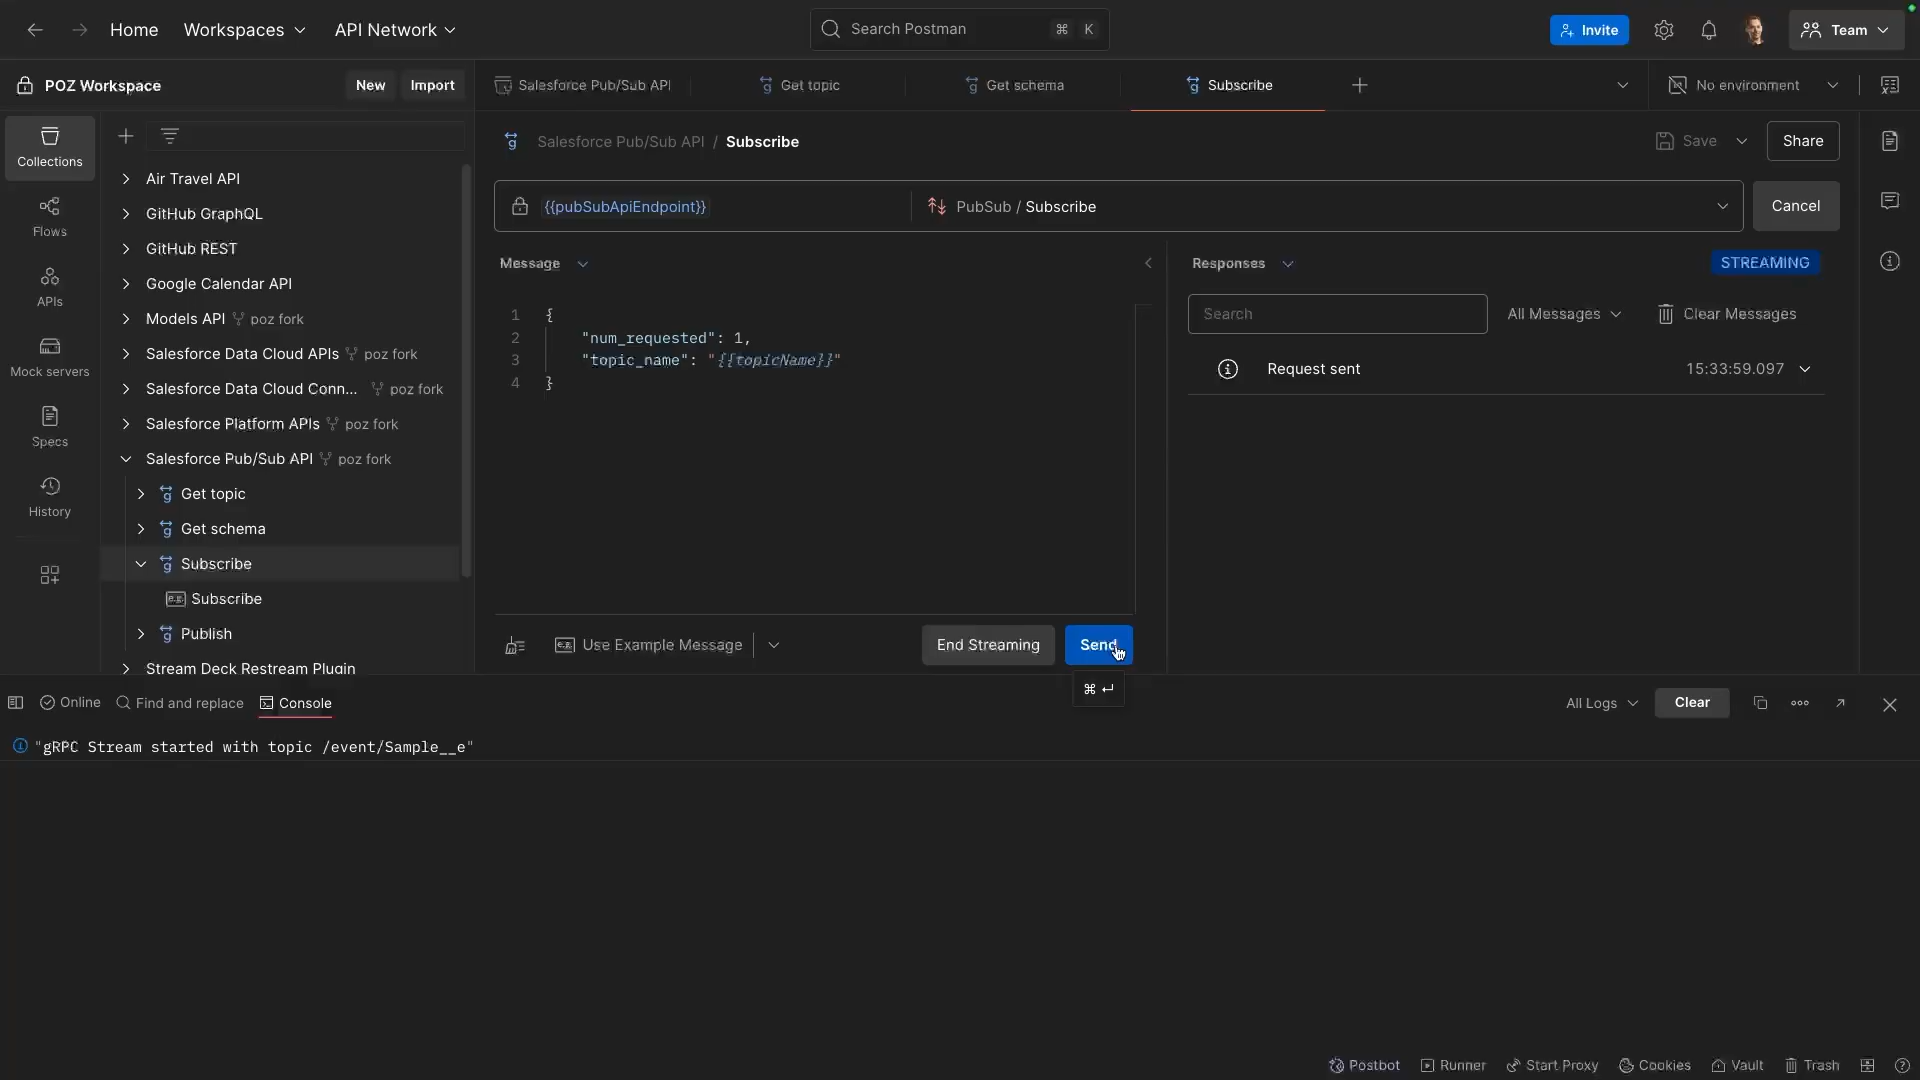 Home
Workspaces
API Network
Search Postman
⌘ K
Invite
Team
POZ Workspace
New
Import
Salesforce Pub/Sub API
Get topic
Get schema
Subscribe
No environment
Collections
Flows
APIs
Mock servers
Specs
History
Air Travel API
GitHub GraphQL
GitHub REST
Google Calendar API
Models API poz fork
Salesforce Data Cloud APIs poz fork
Salesforce Data Cloud Conn... poz fork
Salesforce Platform APIs poz fork
Salesforce Pub/Sub API poz fork
Get topic
Get schema
Subscribe
Subscribe
Publish
Stream Deck Restream Plugin
Salesforce Pub/Sub API / Subscribe
Save
Share
{{pubSubApiEndpoint}}
PubSub / Subscribe
Cancel
Message
1 {
2 "num_requested": 1,
3 "topic_name": "{{topicName}}"
4 }
Use Example Message
End Streaming
Send
⌘ ↵
Responses
STREAMING
Search
All Messages
Clear Messages
Request sent
15:33:59.097
Online
Find and replace
Console
All Logs
Clear
"gRPC Stream started with topic /event/Sample__e"
Postbot
Runner
Start Proxy
Cookies
Vault
Trash